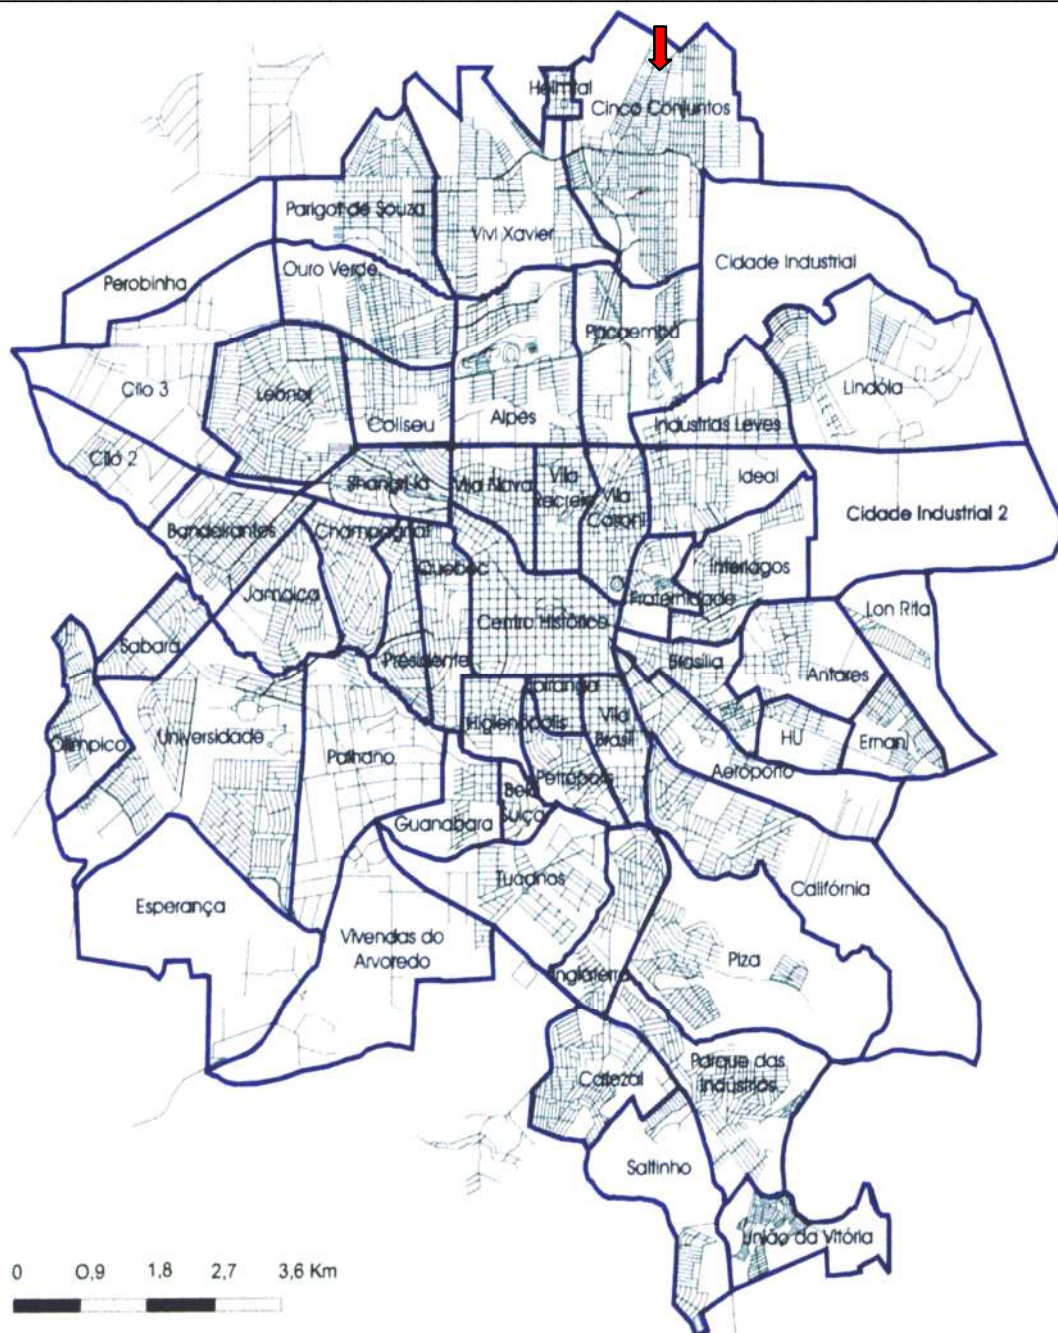 Heimtal
Cinco Conjuntos
Parigot de Souza
Vivi Xavier
Cidade Industrial
Ouro Verde
Perobinha
Pacaembú
Cilo 3
Leonor
Coliseu
Alpes
Indústrias Leves
Lindóia
Cilo 2
Shangri-lá
Vila Nova
Vila
Recreio
Vila
Casoni
Ideal
Bandeirantes
Champagnat
Cidade Industrial 2
Quebec
Interlagos
Jamaica
Fraternidade
Centro Histórico
Lon Rita
Sabará
Presidente
Brasília
Antares
Ipiranga
Higienópolis
Vila
Brasil
Olímpico
Universidade
Palhano
HU
Ernani
Petrópolis
Aeroporto
Bela
Suiça
Guanabara
Tucanos
Califórnia
Esperança
Vivendas do
Arvoredo
Piza
Inglaterra
Cafezal
Parque das
Indústrias
Saltinho
União da Vitória
0 0,9 1,8 2,7 3,6 Km